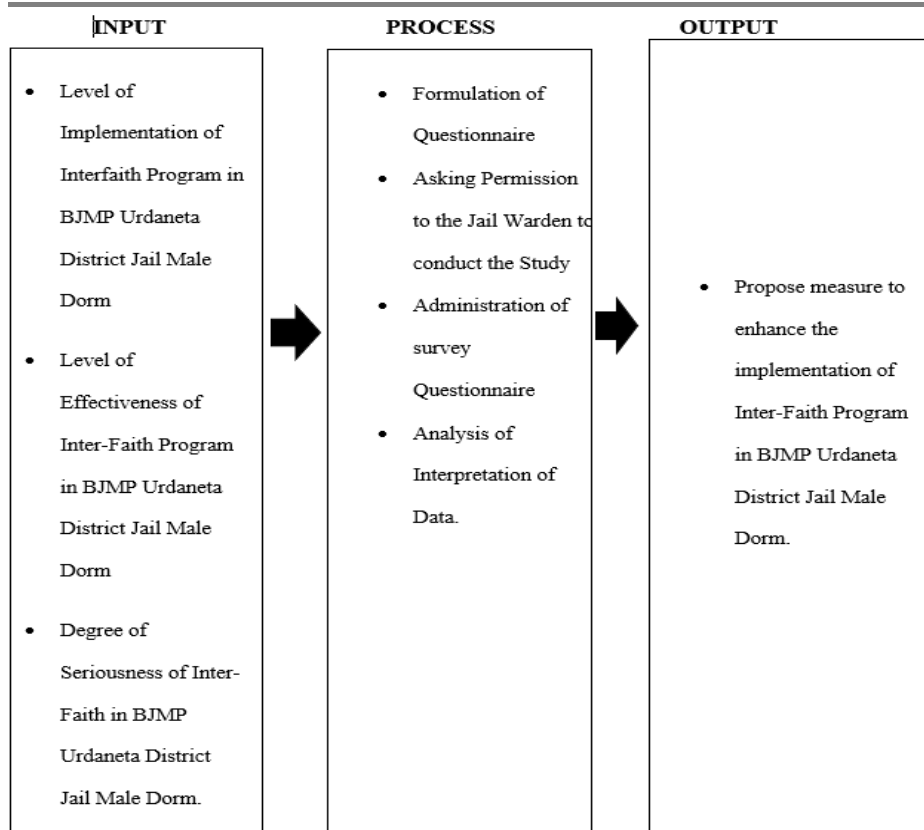 INPUT
PROCESS
OUTPUT
• Level of
Implementation of
Interfaith Program in
BJMP Urdaneta
District Jail Male
Dorm
• Level of
Effectiveness of
Inter-Faith Program
in BJMP Urdaneta
District Jail Male
Dorm
• Degree of
Seriousness of Inter-
Faith in BJMP
Urdaneta District
Jail Male Dorm.
• Formulation of
Questionnaire
• Asking Permission
to the Jail Warden to
conduct the Study
• Administration of
survey
Questionnaire
• Analysis of
Interpretation of
Data.
• Propose measure to
enhance the
implementation of
Inter-Faith Program
in BJMP Urdaneta
District Jail Male
Dorm.